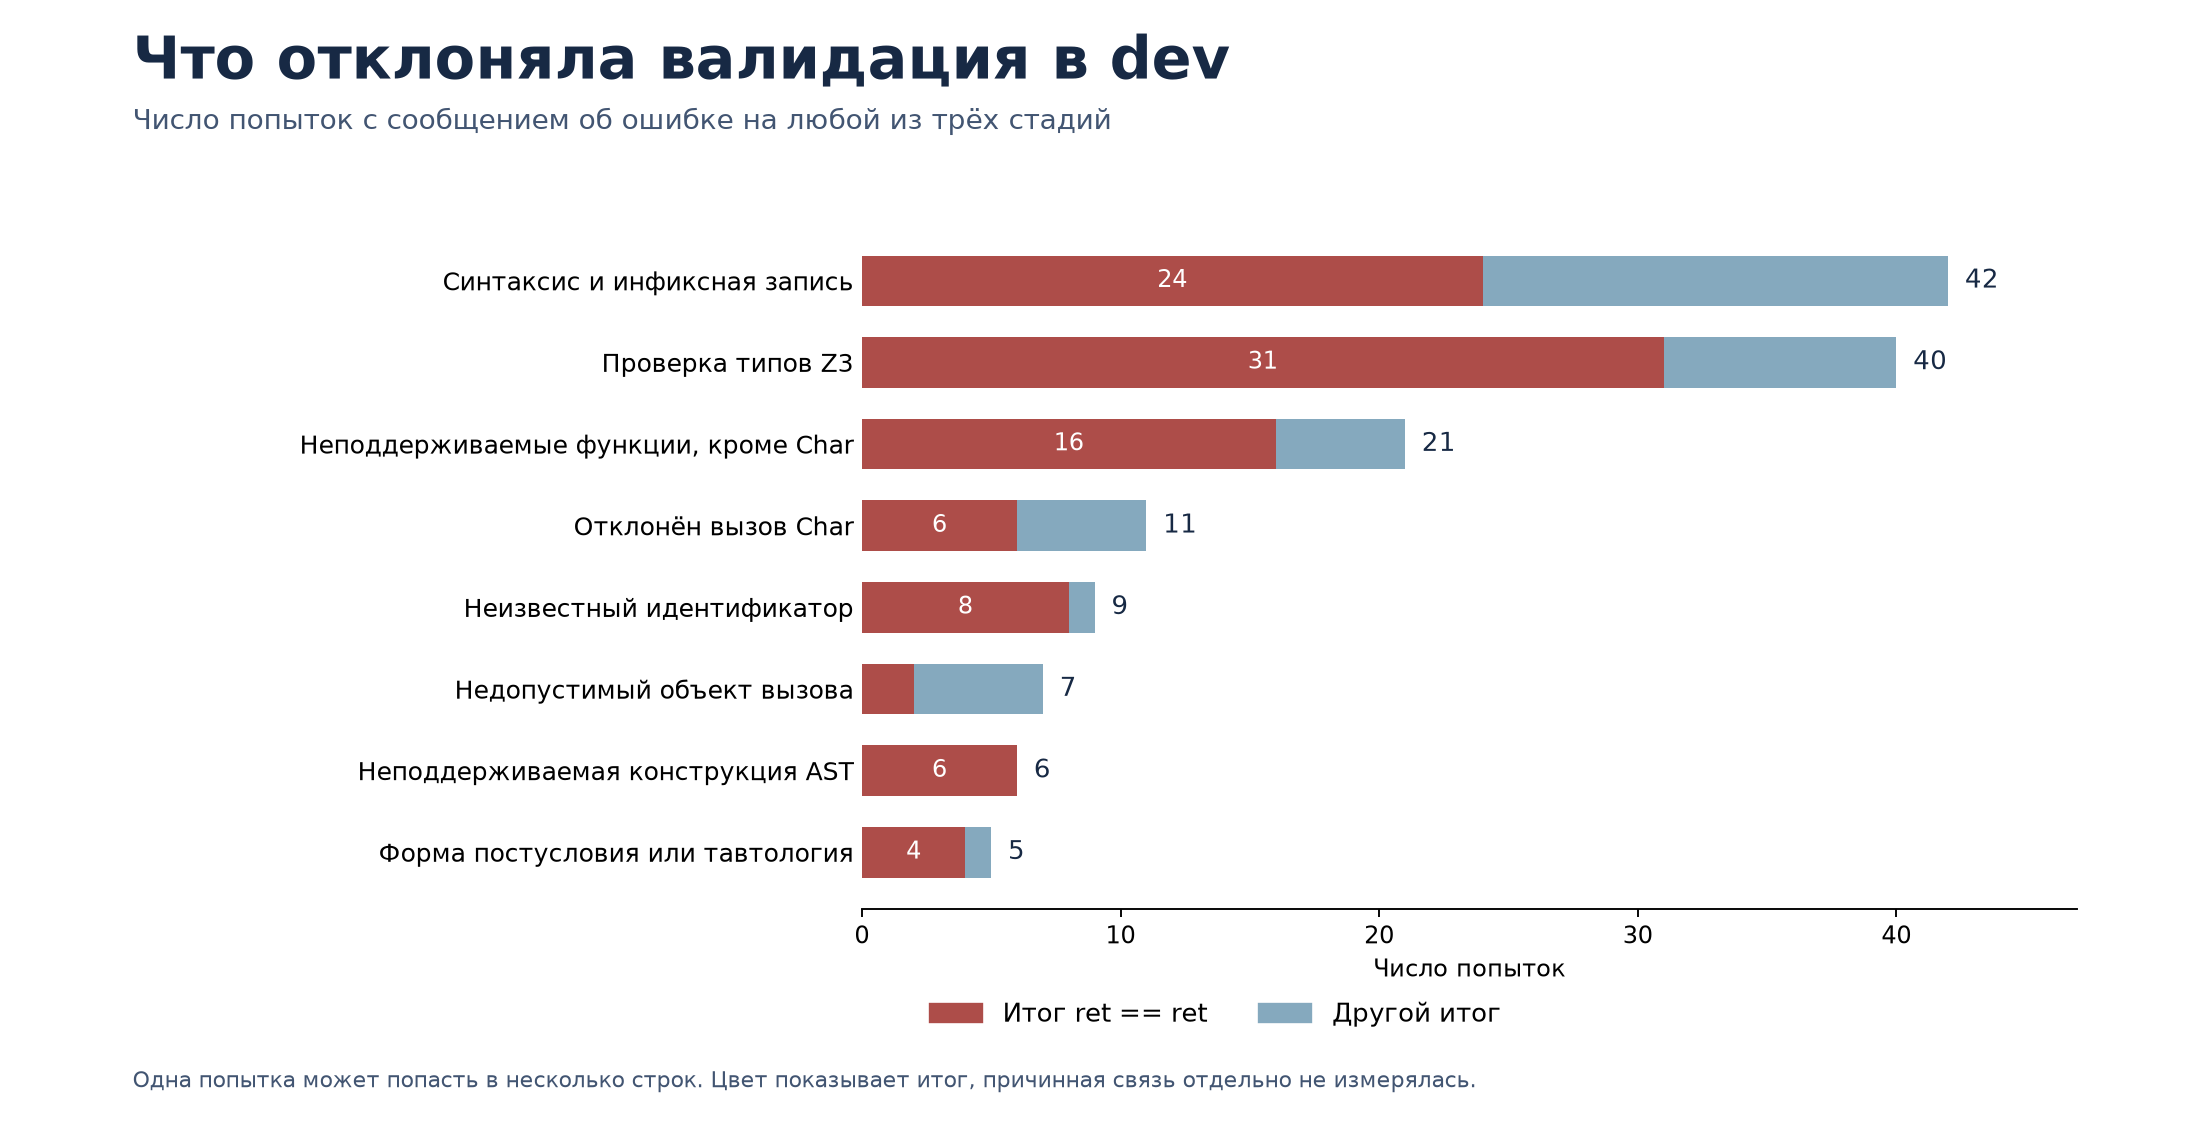 Что отклоняла валидация в dev
Число попыток с сообщением об ошибке на любой из трёх стадий
Синтаксис и инфиксная запись 24 42
Проверка типов Z3 31 40
Неподдерживаемые функции, кроме Char 16 21
Отклонён вызов Char 6 11
Неизвестный идентификатор 8 9
Недопустимый объект вызова 7
Неподдерживаемая конструкция AST 6 6
Форма постусловия или тавтология 4 5
0 10 20 30 40
Число попыток
Итог ret == ret Другой итог
Одна попытка может попасть в несколько строк. Цвет показывает итог, причинная связь отдельно не измерялась.